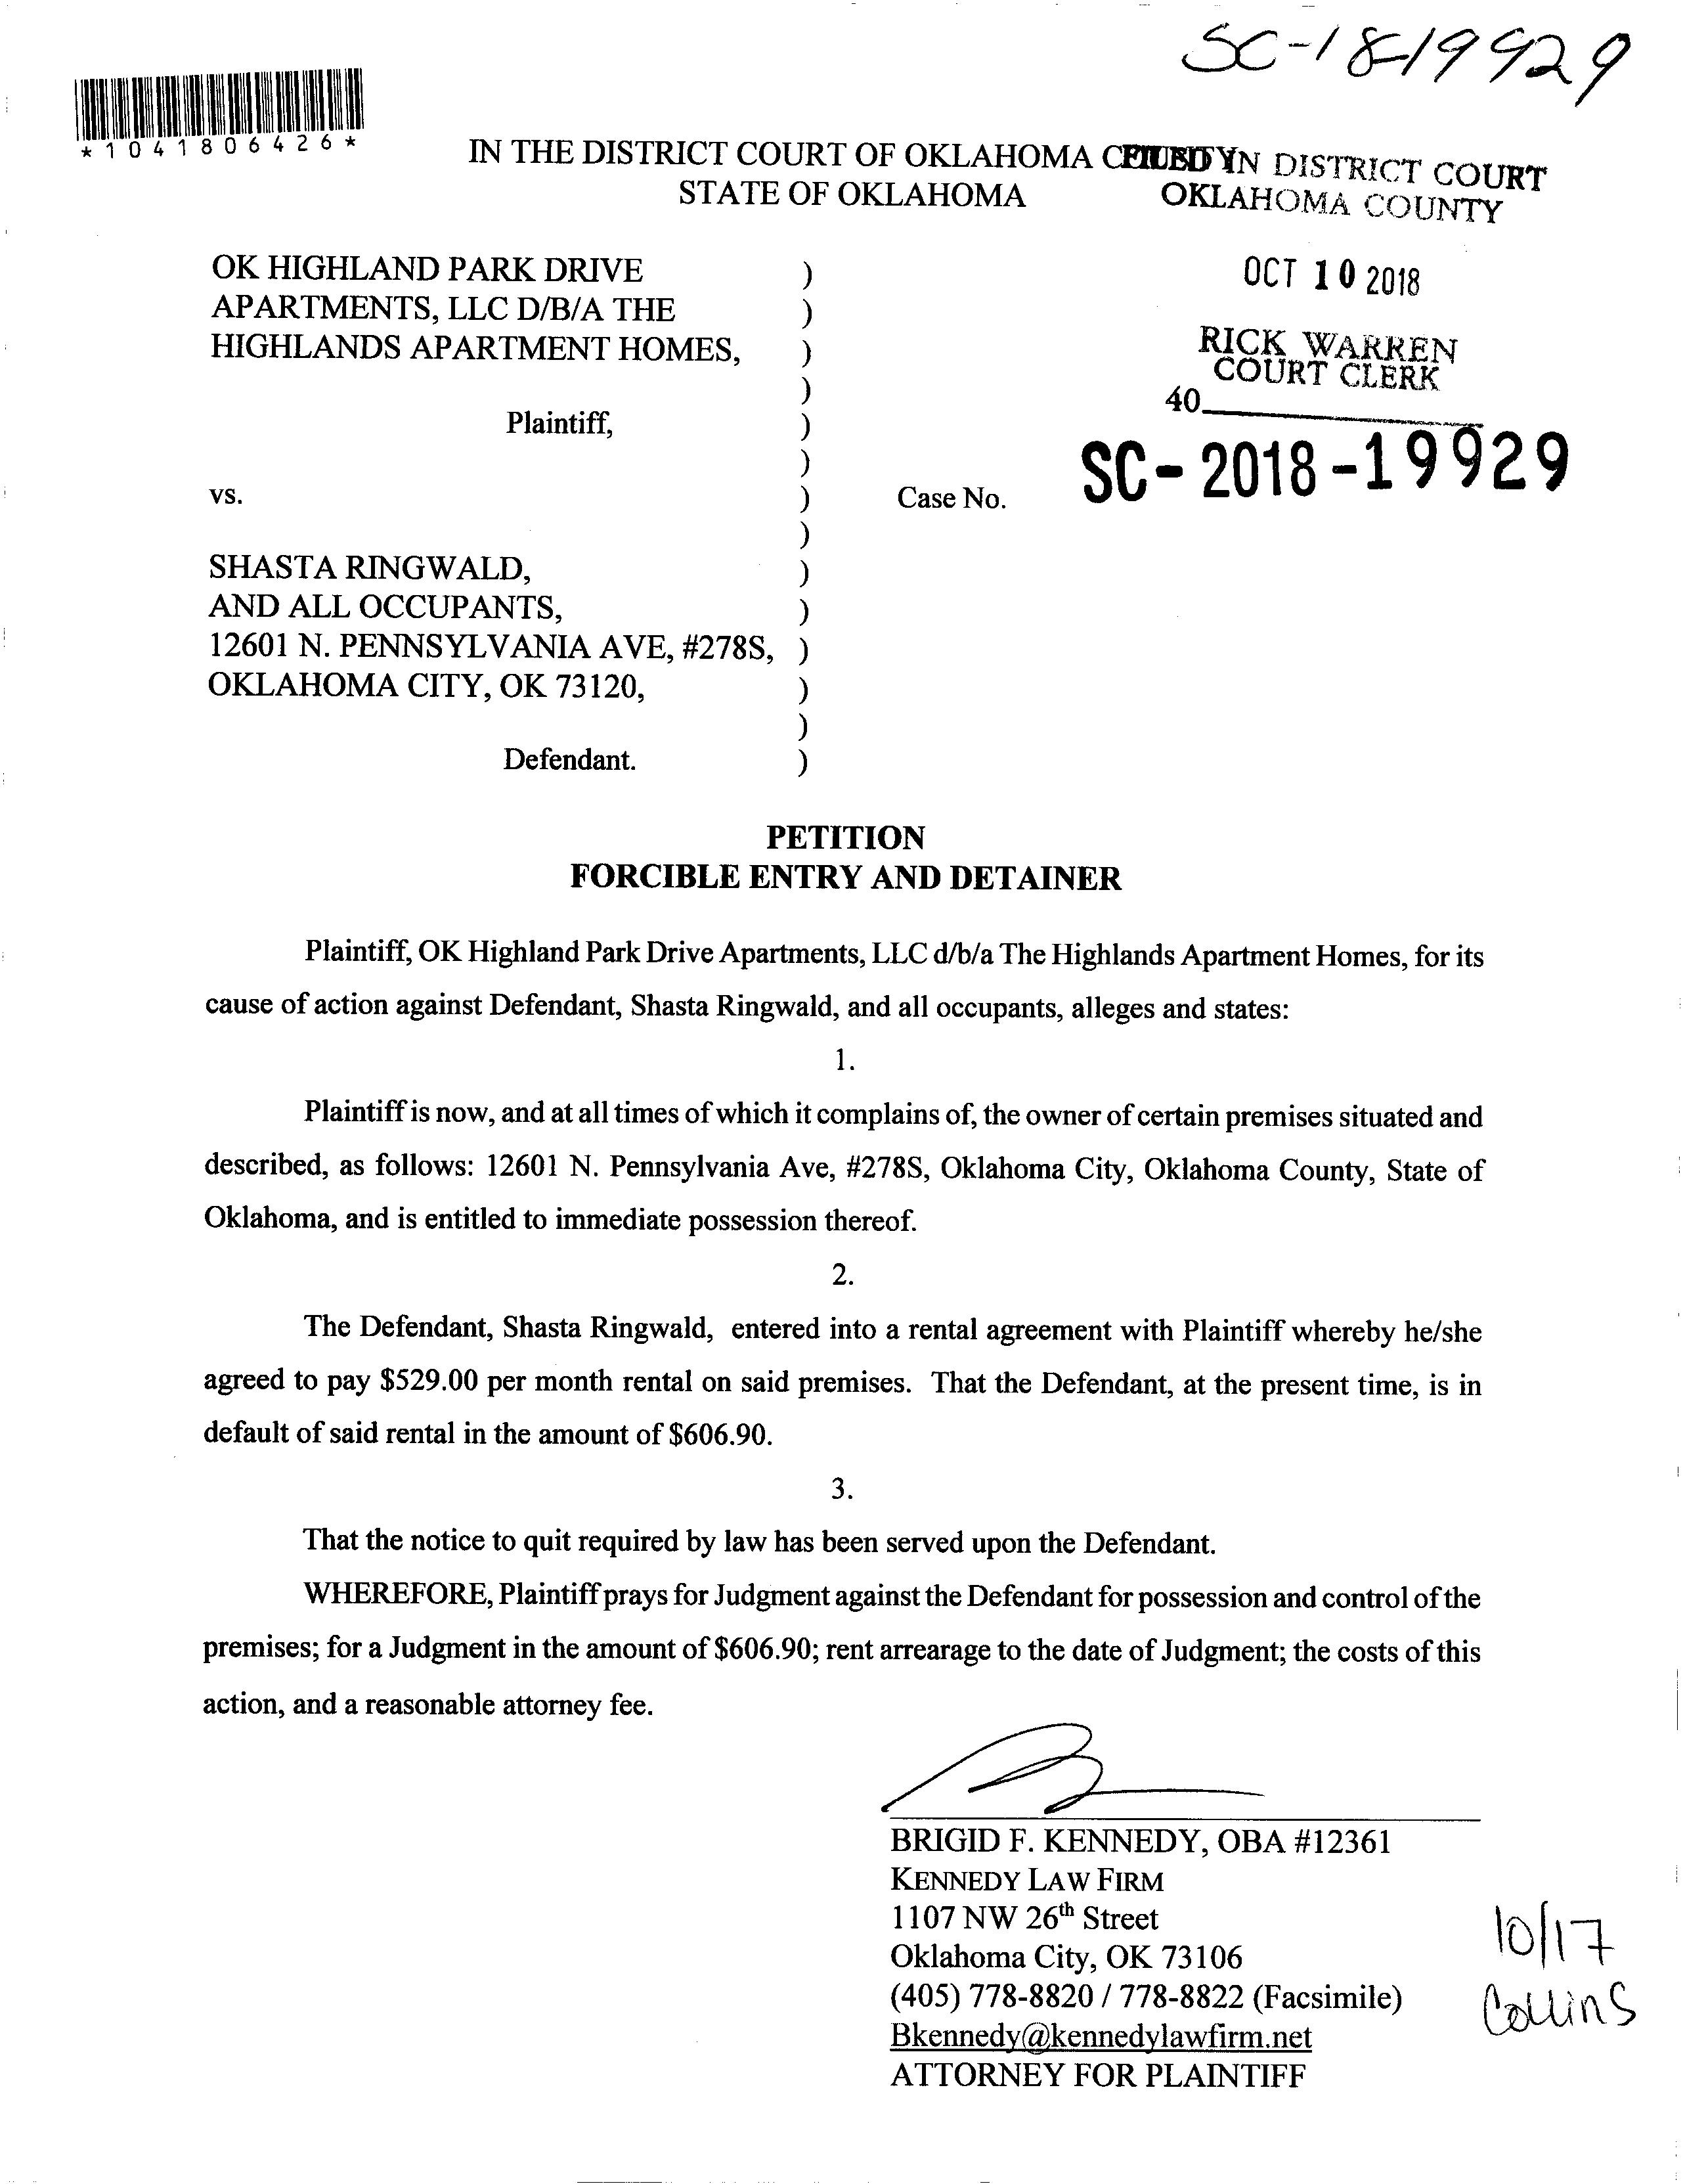 SC-18-19929
*1041806426*
IN THE DISTRICT COURT OF OKLAHOMA COUNTY
STATE OF OKLAHOMA
FILED IN DISTRICT COURT
OKLAHOMA COUNTY
OCT 10 2018
RICK WARREN
COURT CLERK
40
SC-2018-19929
OK HIGHLAND PARK DRIVE )
APARTMENTS, LLC D/B/A THE )
HIGHLANDS APARTMENT HOMES, )
)
Plaintiff, )
)
vs. ) Case No.
)
SHASTA RINGWALD, )
AND ALL OCCUPANTS, )
12601 N. PENNSYLVANIA AVE, #278S, )
OKLAHOMA CITY, OK 73120, )
)
Defendant. )
PETITION
FORCIBLE ENTRY AND DETAINER
Plaintiff, OK Highland Park Drive Apartments, LLC d/b/a The Highlands Apartment Homes, for its
cause of action against Defendant, Shasta Ringwald, and all occupants, alleges and states:
1.
Plaintiff is now, and at all times of which it complains of, the owner of certain premises situated and
described, as follows: 12601 N. Pennsylvania Ave, #278S, Oklahoma City, Oklahoma County, State of
Oklahoma, and is entitled to immediate possession thereof.
2.
The Defendant, Shasta Ringwald, entered into a rental agreement with Plaintiff whereby he/she
agreed to pay $529.00 per month rental on said premises. That the Defendant, at the present time, is in
default of said rental in the amount of $606.90.
3.
That the notice to quit required by law has been served upon the Defendant.
WHEREFORE, Plaintiff prays for Judgment against the Defendant for possession and control of the
premises; for a Judgment in the amount of $606.90; rent arrearage to the date of Judgment; the costs of this
action, and a reasonable attorney fee.
BRIGID F. KENNEDY, OBA #12361
KENNEDY LAW FIRM
1107 NW 26th Street
Oklahoma City, OK 73106
(405) 778-8820 / 778-8822 (Facsimile)
Bkennedy@kennedylawfirm.net
ATTORNEY FOR PLAINTIFF
10/17
Collins